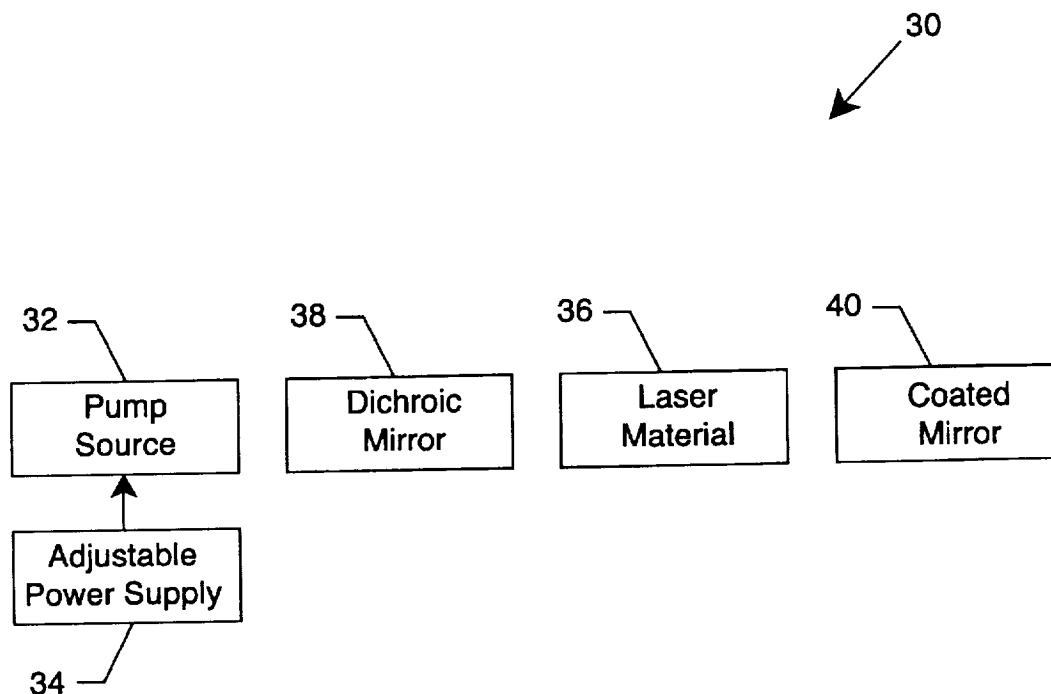 30
32
38
36
40
Pump
Source
Dichroic
Mirror
Laser
Material
Coated
Mirror
Adjustable
Power Supply
34